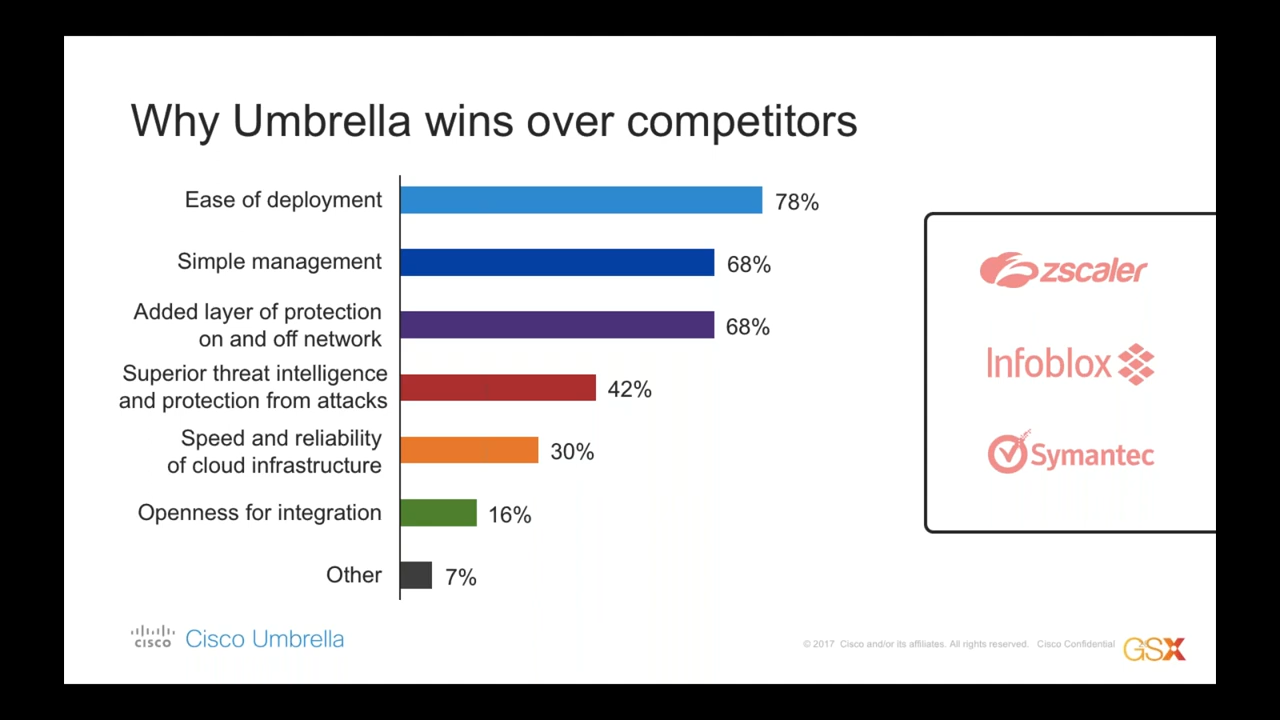 Why Umbrella wins over competitors
Ease of deployment
78%
Simple management
68%
Added layer of protection
on and off network
68%
Superior threat intelligence
and protection from attacks
42%
Speed and reliability
of cloud infrastructure
30%
Openness for integration
16%
Other
7%
zscaler
Infoblox
Symantec
cisco
Cisco Umbrella
© 2017 Cisco and/or its affiliates. All rights reserved. Cisco Confidential
GSX